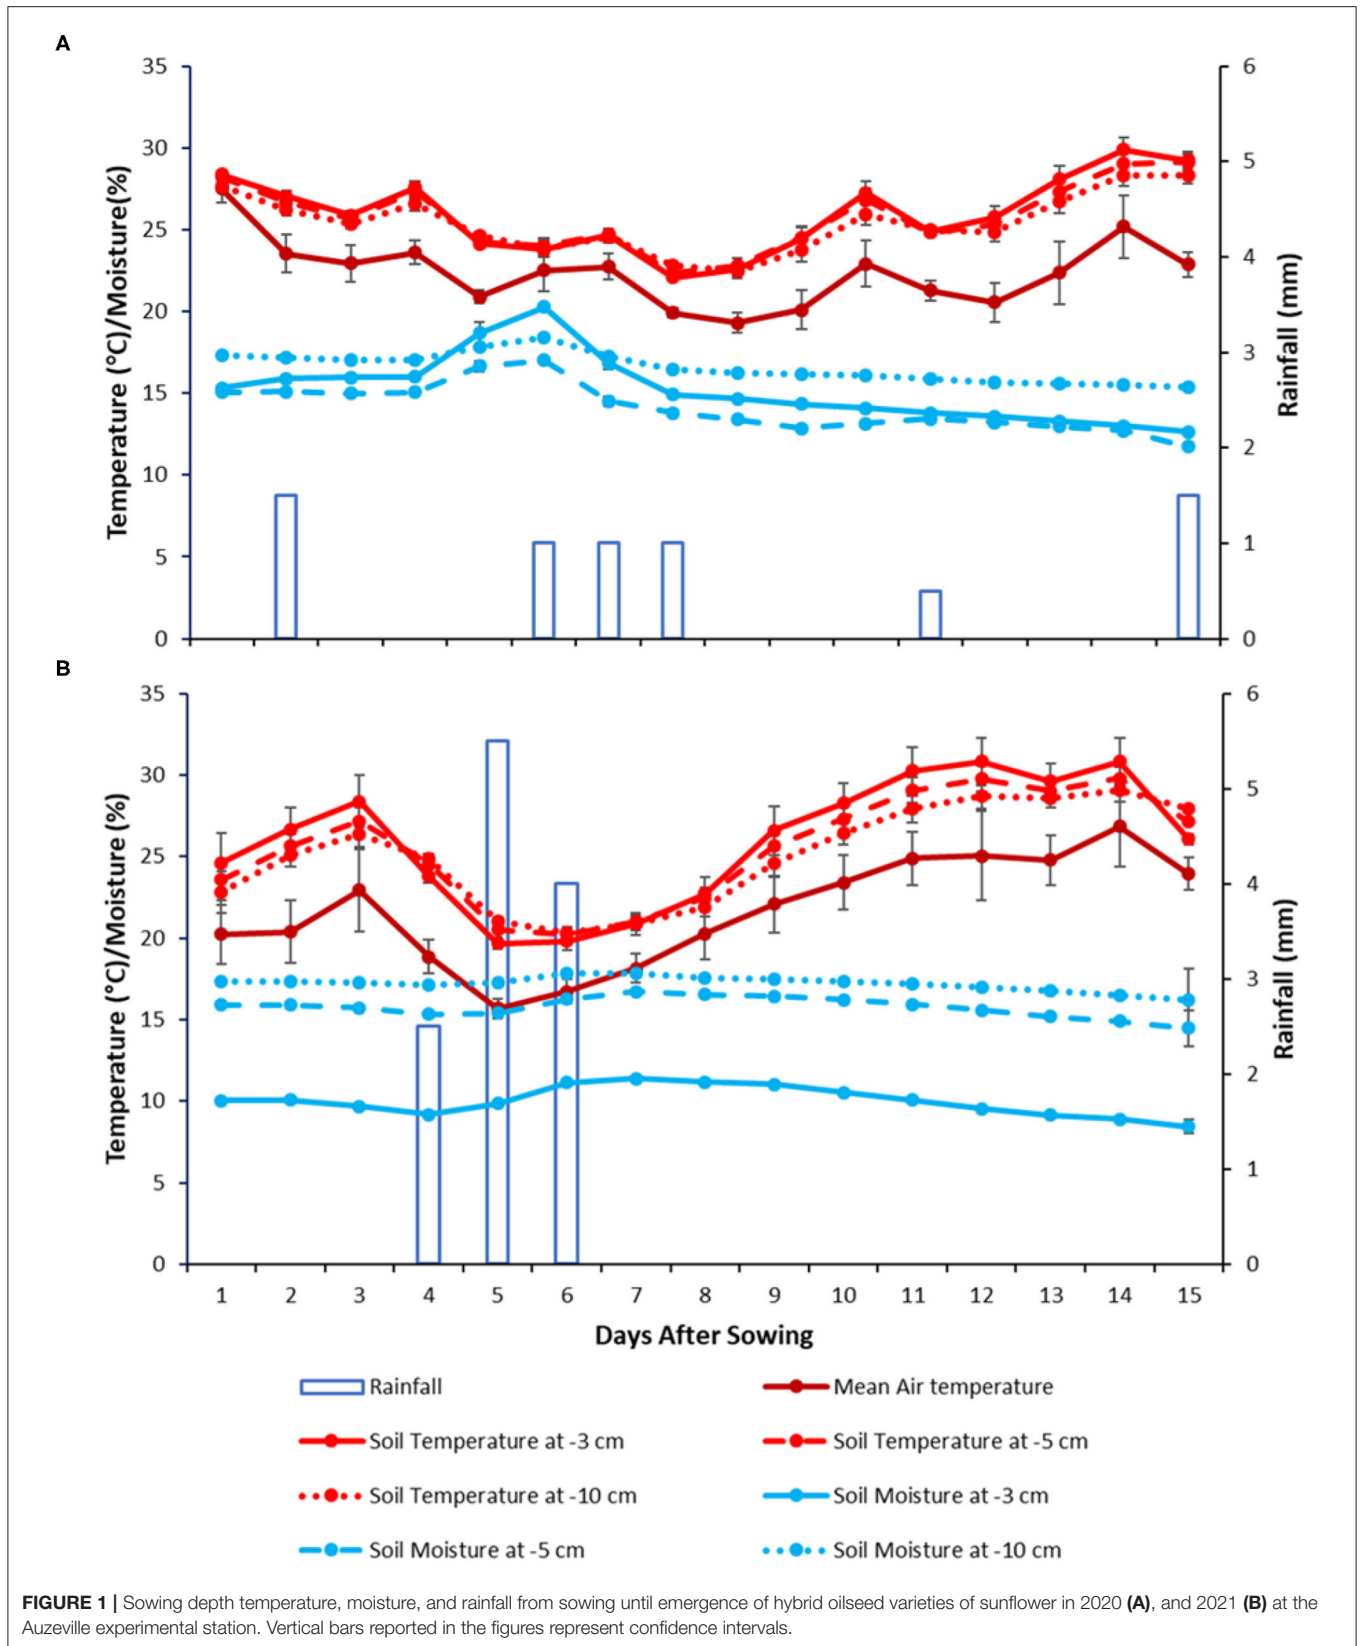 A
35
30
25
20
15
10
5
0
Temperature (°C)/Moisture(%)
6
5
4
3
2
1
0
Rainfall (mm)
B
35
30
25
20
15
10
5
0
Temperature (°C)/Moisture (%)
6
5
4
3
2
1
0
Rainfall (mm)
1 2 3 4 5 6 7 8 9 10 11 12 13 14 15
Days After Sowing
Rainfall Mean Air temperature
Soil Temperature at -3 cm Soil Temperature at -5 cm
Soil Temperature at -10 cm Soil Moisture at -3 cm
Soil Moisture at -5 cm Soil Moisture at -10 cm
FIGURE 1 | Sowing depth temperature, moisture, and rainfall from sowing until emergence of hybrid oilseed varieties of sunflower in 2020 (A), and 2021 (B) at the
Auzeville experimental station. Vertical bars reported in the figures represent confidence intervals.